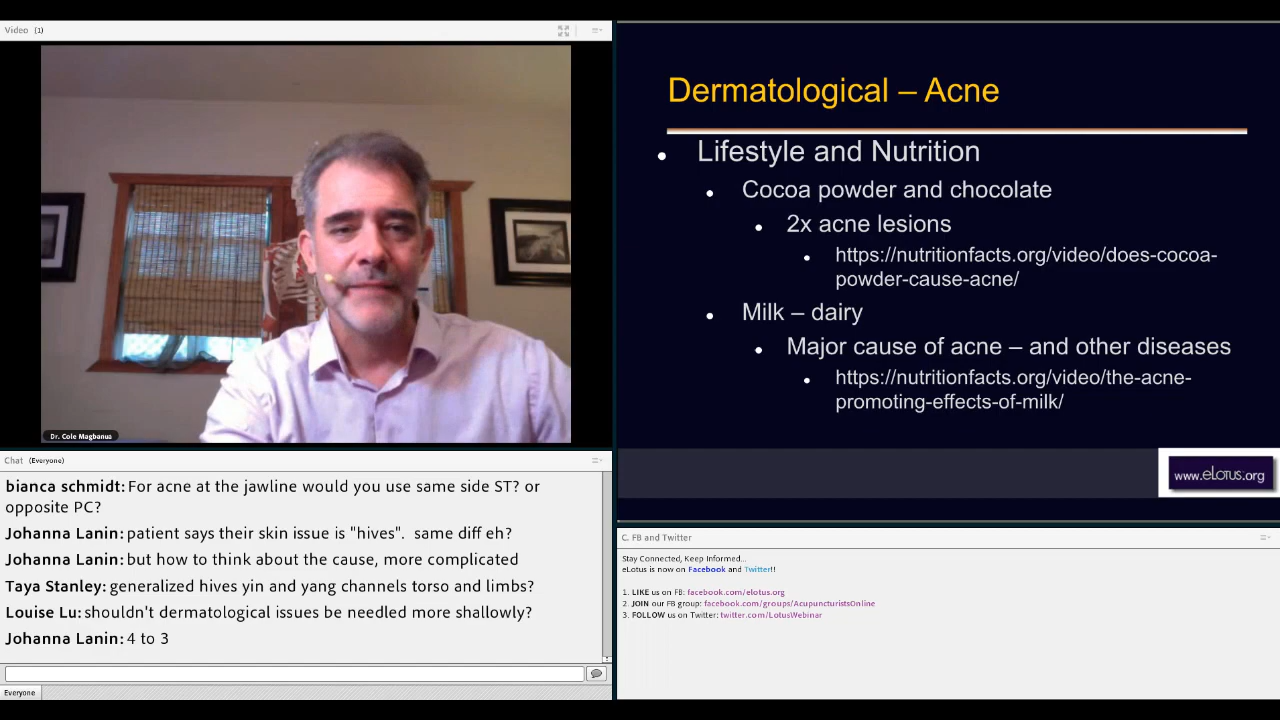 Video (1)
Dr. Cole Magbanua
Chat (Everyone)
bianca schmidt: For acne at the jawline would you use same side ST? or
opposite PC?
Johanna Lanin: patient says their skin issue is "hives". same diff eh?
Johanna Lanin: but how to think about the cause, more complicated
Taya Stanley: generalized hives yin and yang channels torso and limbs?
Louise Lu: shouldn't dermatological issues be needled more shallowly?
Johanna Lanin: 4 to 3
Everyone
Dermatological – Acne
• Lifestyle and Nutrition
• Cocoa powder and chocolate
• 2x acne lesions
• https://nutritionfacts.org/video/does-cocoa-
powder-cause-acne/
• Milk – dairy
• Major cause of acne – and other diseases
• https://nutritionfacts.org/video/the-acne-
promoting-effects-of-milk/
www.eLotus.org
C. FB and Twitter
Stay Connected, Keep Informed...
eLotus is now on Facebook and Twitter!!
1. LIKE us on FB: facebook.com/elotus.org
2. JOIN our FB group: facebook.com/groups/AcupuncturistsOnline
3. FOLLOW us on Twitter: twitter.com/LotusWebinar